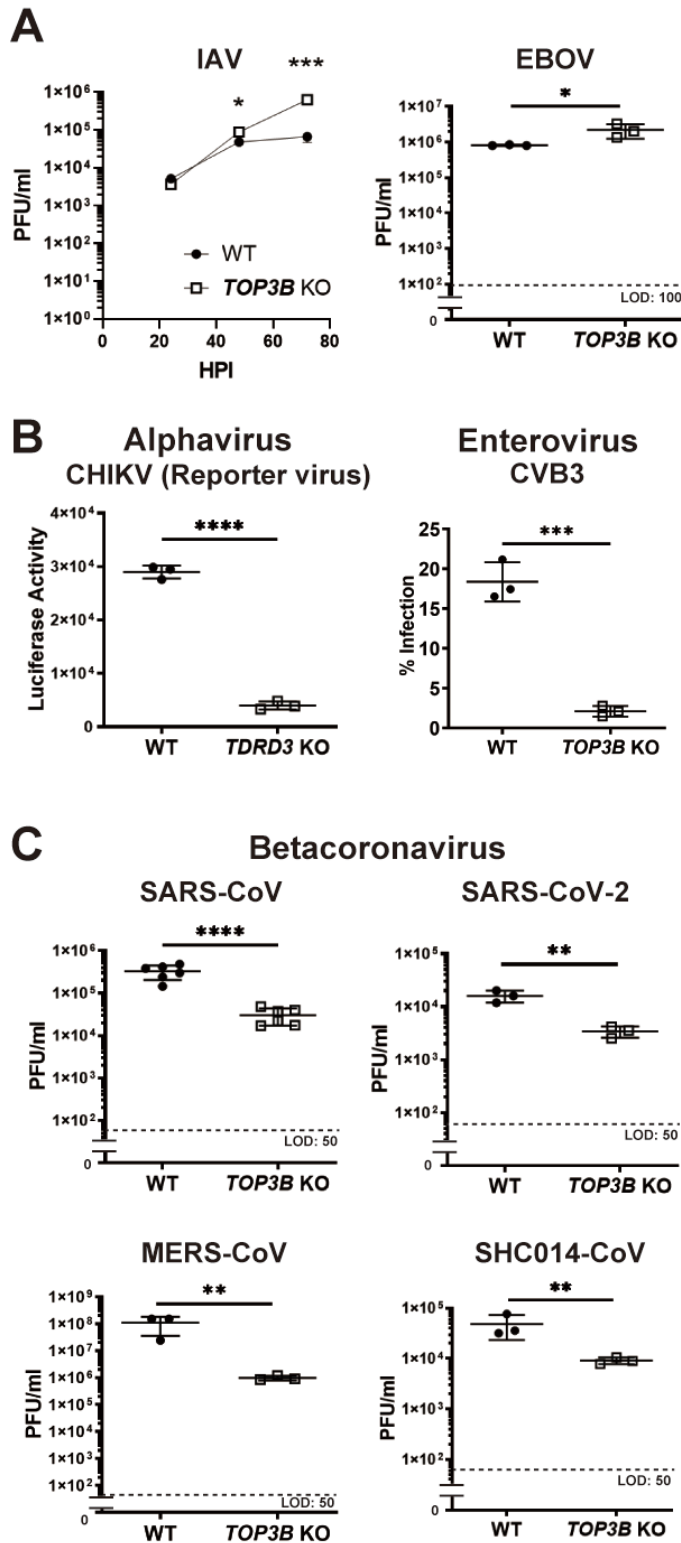 A
IAV
EBOV
***
*
*
1×10⁶
1×10⁵
1×10⁴
1×10³
1×10²
1×10¹
1×10⁰
PFU/ml
WT
TOP3B KO
0
20
40
60
80
HPI
1×10⁷
1×10⁶
1×10⁵
1×10⁴
1×10³
1×10²
0
PFU/ml
LOD: 100
WT
TOP3B KO
B
Alphavirus
CHIKV (Reporter virus)
Enterovirus
CVB3
****
4×10⁴
3×10⁴
1×10⁴
0
Luciferase Activity
WT
TDRD3 KO
***
25
20
15
10
5
0
% Infection
WT
TOP3B KO
C
Betacoronavirus
SARS-CoV
****
1×10⁶
1×10⁵
1×10⁴
1×10³
1×10²
0
PFU/ml
LOD: 50
WT
TOP3B KO
SARS-CoV-2
**
1×10⁵
1×10⁴
1×10³
1×10²
0
PFU/ml
LOD: 50
WT
TOP3B KO
MERS-CoV
**
1×10⁹
1×10⁸
1×10⁷
1×10⁶
1×10⁵
1×10⁴
1×10³
1×10²
0
PFU/ml
LOD: 50
WT
TOP3B KO
SHC014-CoV
**
1×10⁵
1×10⁴
1×10³
1×10²
0
PFU/ml
LOD: 50
WT
TOP3B KO